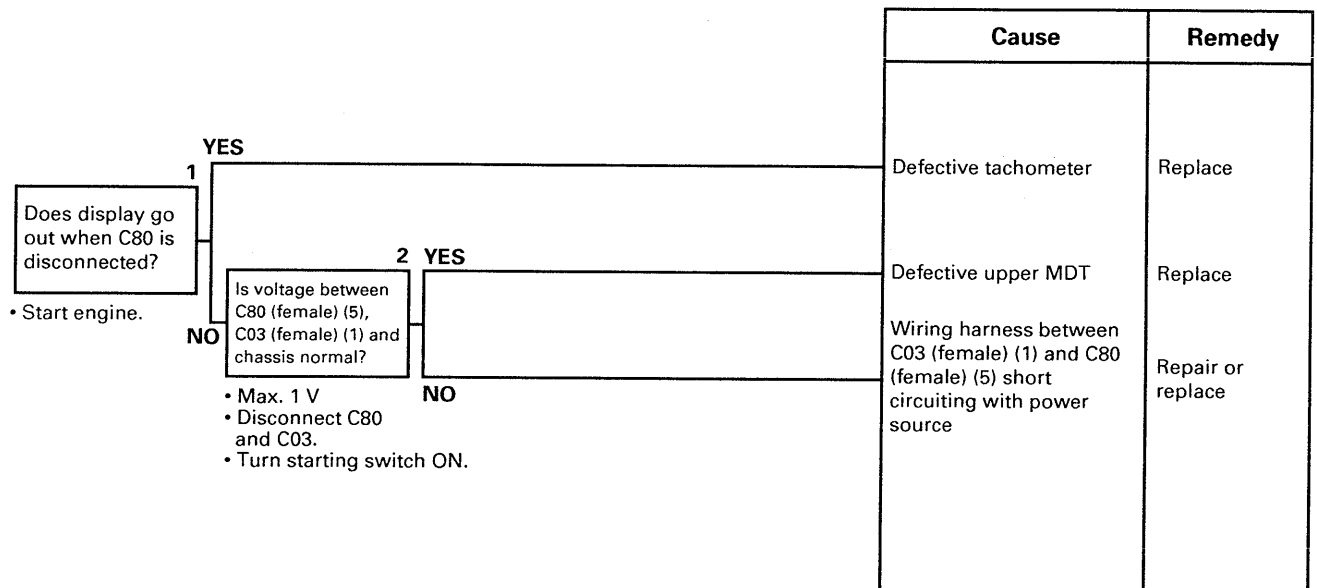 Cause
Remedy
YES
1
Does display go
out when C80 is
disconnected?
• Start engine.
NO
2 YES
Is voltage between
C80 (female) (5),
C03 (female) (1) and
chassis normal?
• Max. 1 V
• Disconnect C80
and C03.
• Turn starting switch ON.
NO
Defective tachometer
Replace
Defective upper MDT
Replace
Wiring harness between
C03 (female) (1) and C80
(female) (5) short
circuiting with power
source
Repair or
replace